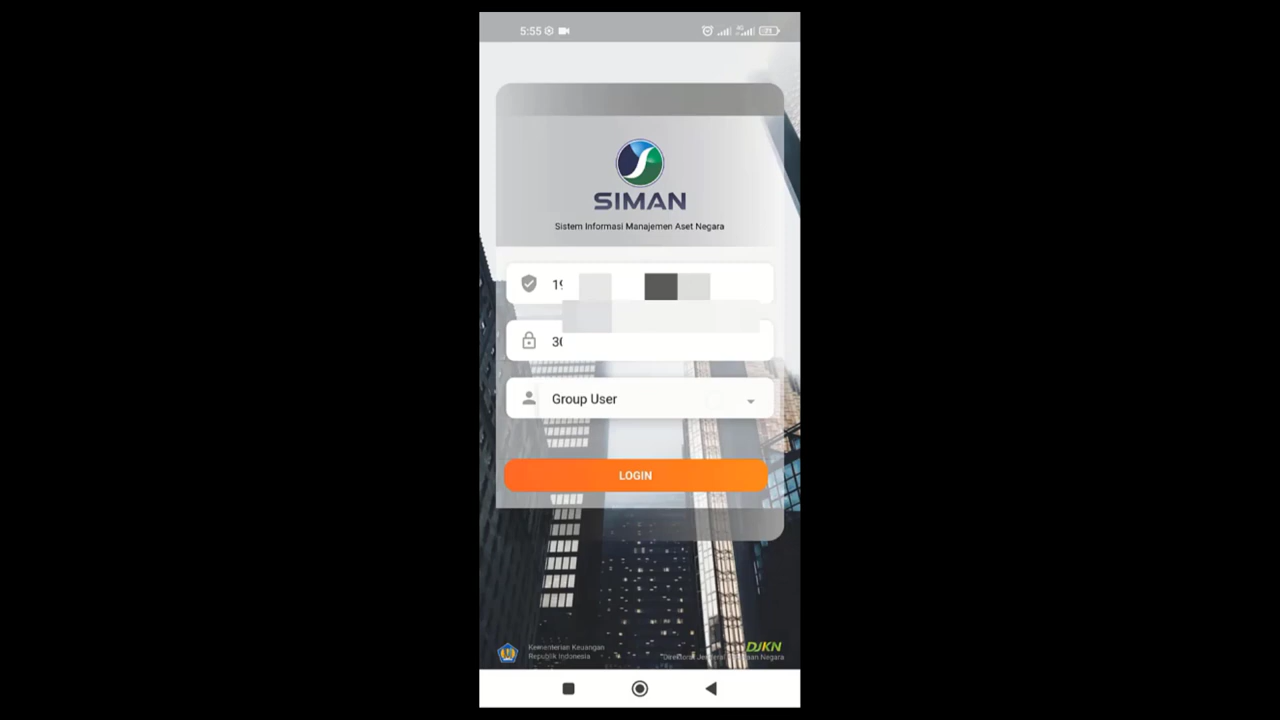 5:55
SIMAN
Sistem Informasi Manajemen Aset Negara
19
30
Group User
LOGIN
Kementerian Keuangan
Republik Indonesia
DJKN
Direktorat Jenderal Negara